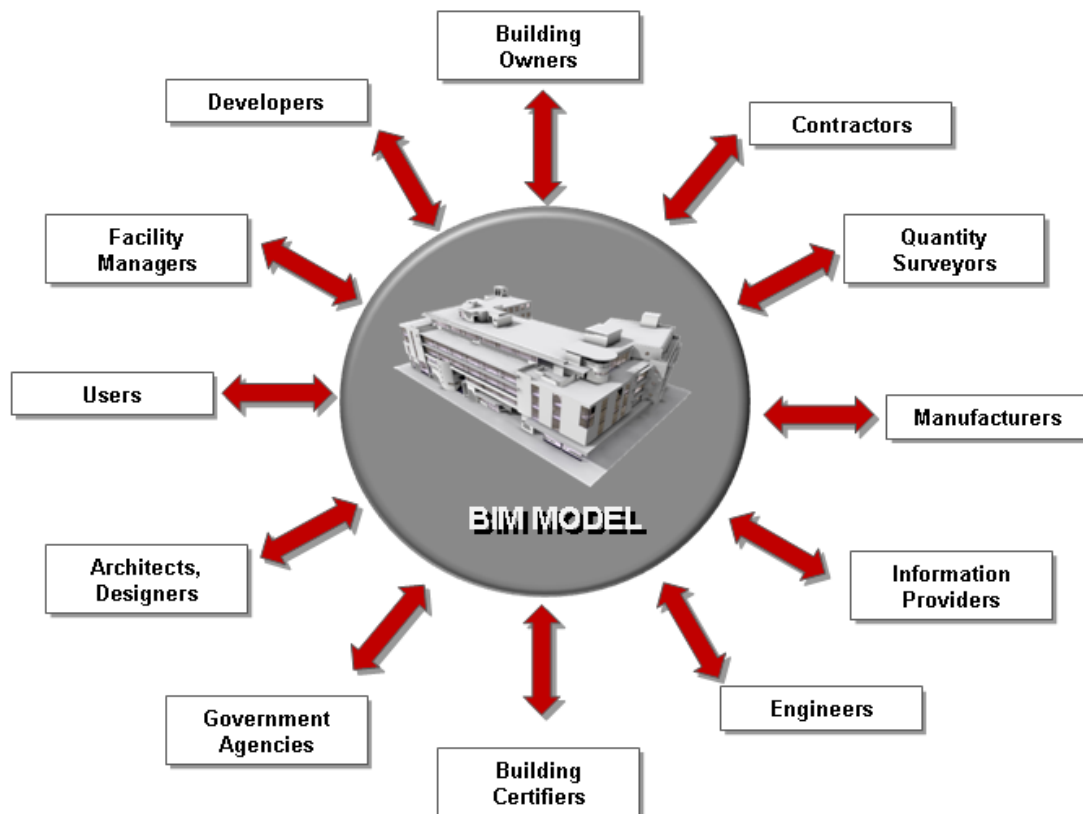 Building
Owners
Developers
Contractors
Facility
Managers
Quantity
Surveyors
Users
Manufacturers
BIM MODEL
Architects,
Designers
Information
Providers
Government
Agencies
Engineers
Building
Certifiers